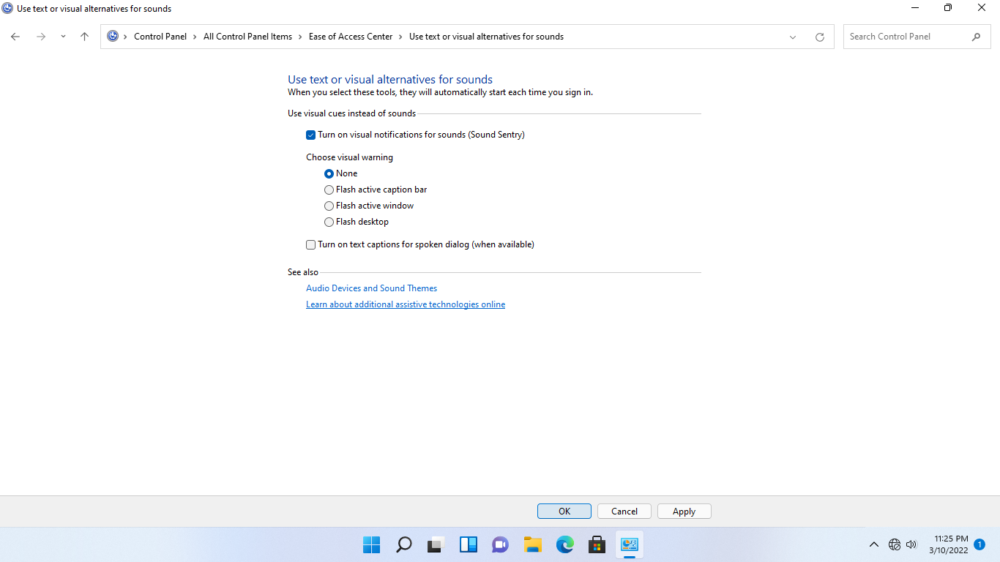 Use text or visual alternatives for sounds
Control Panel > All Control Panel Items > Ease of Access Center > Use text or visual alternatives for sounds
Search Control Panel
Use text or visual alternatives for sounds
When you select these tools, they will automatically start each time you sign in.
Use visual cues instead of sounds
Turn on visual notifications for sounds (Sound Sentry)
Choose visual warning
None
Flash active caption bar
Flash active window
Flash desktop
Turn on text captions for spoken dialog (when available)
See also
Audio Devices and Sound Themes
Learn about additional assistive technologies online
OK Cancel Apply
11:25 PM
3/10/2022 1